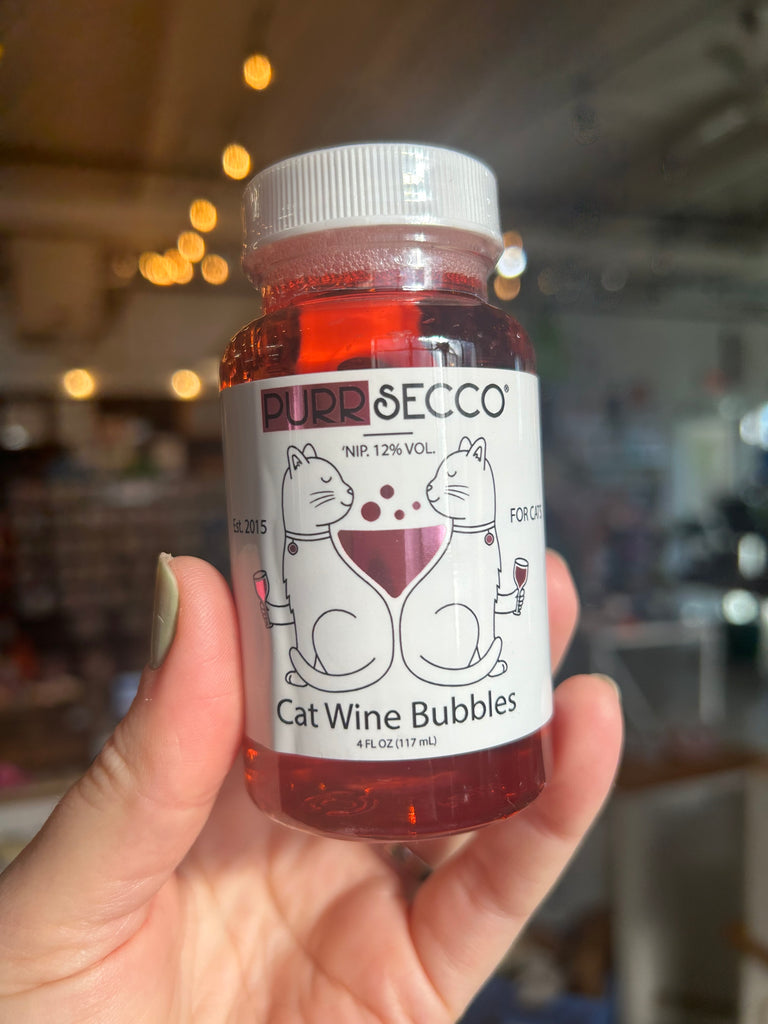 PURRSECCO®
'NIP. 12% VOL.
Est. 2015
FOR CATS
Cat Wine Bubbles
4 FL OZ (117 mL)